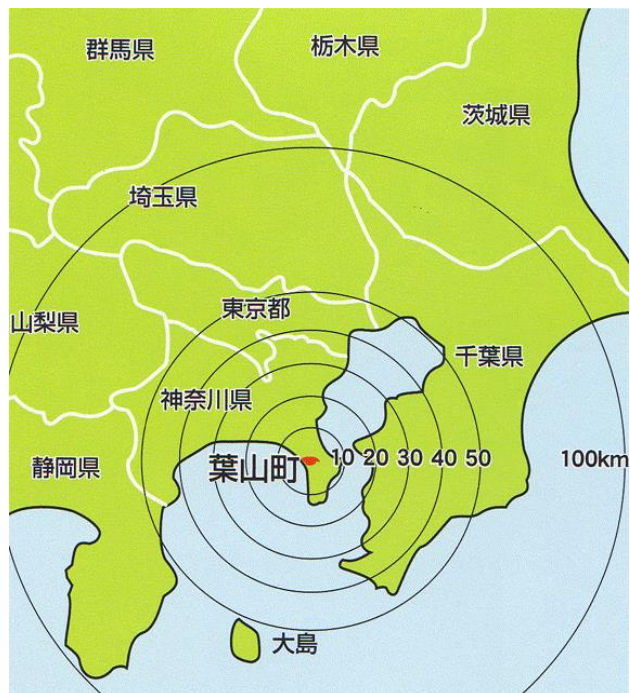 群馬県
栃木県
茨城県
埼玉県
東京都
山梨県
千葉県
神奈川県
静岡県
葉山町
10 20 30 40 50 100km
大島